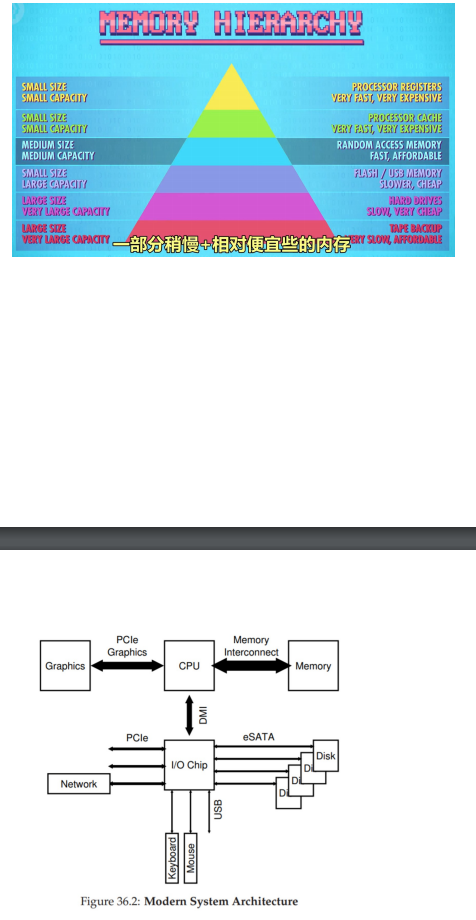 MEMORY HIERARCHY
SMALL SIZE
SMALL CAPACITY
PROCESSOR REGISTERS
VERY FAST, VERY EXPENSIVE
SMALL SIZE
SMALL CAPACITY
PROCESSOR CACHE
VERY FAST, VERY EXPENSIVE
MEDIUM SIZE
MEDIUM CAPACITY
RANDOM ACCESS MEMORY
FAST, AFFORDABLE
SMALL SIZE
LARGE CAPACITY
FLASH / USB MEMORY
SLOWER, CHEAP
LARGE SIZE
VERY LARGE CAPACITY
HARD DRIVES
SLOW, VERY CHEAP
LARGE SIZE
VERY LARGE CAPACITY
TAPE BACKUP
VERY SLOW, AFFORDABLE
一部分稍慢+相对便宜些的内存
PCIe
Graphics
Memory
Interconnect
Graphics
CPU
Memory
DMI
PCIe
eSATA
I/O Chip
Disk
Di
Di
Di
Network
USB
Keyboard
Mouse
Figure 36.2: Modern System Architecture